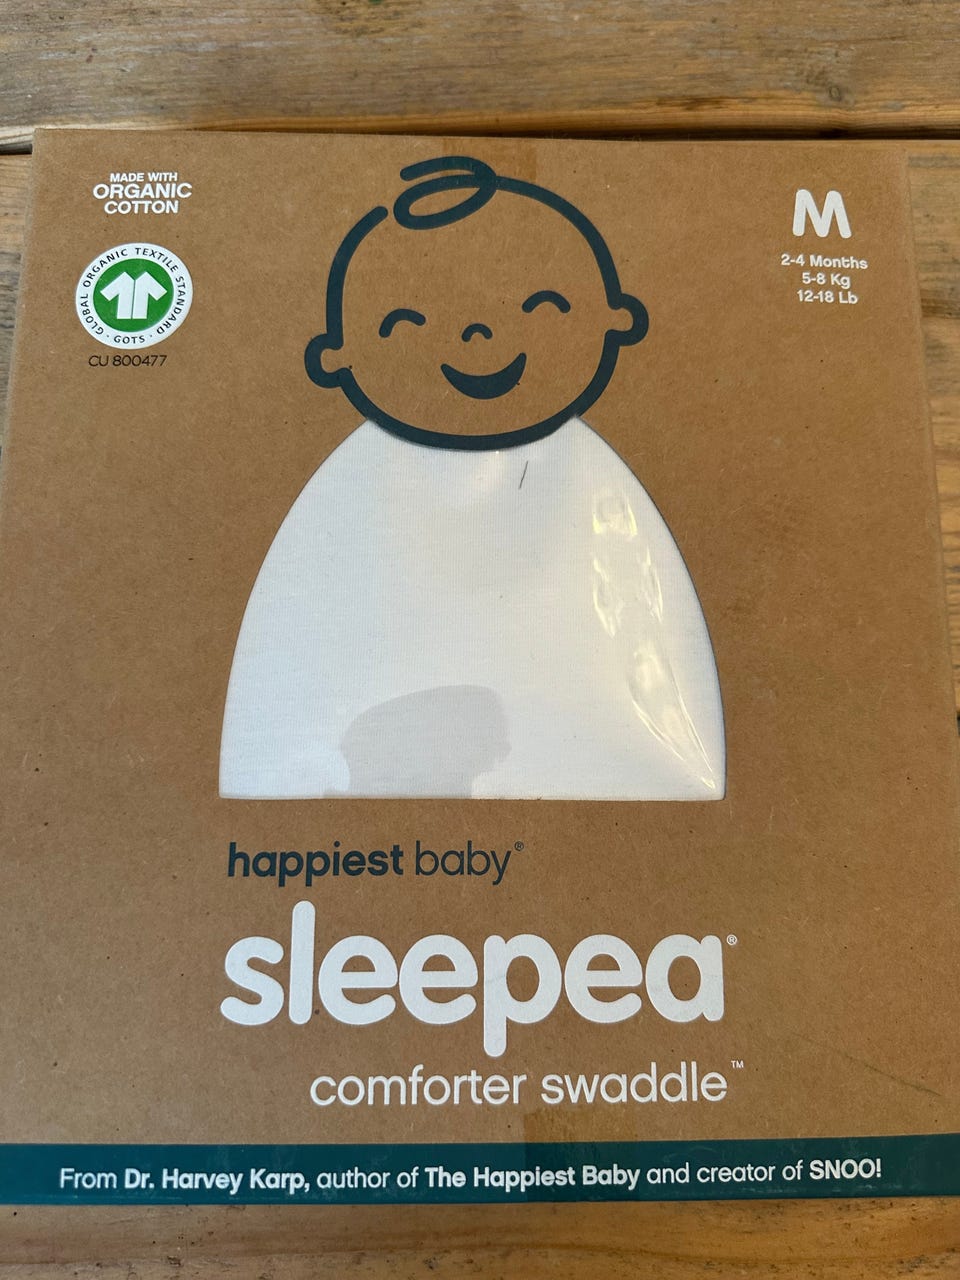 MADE WITH
ORGANIC
COTTON
GLOBAL ORGANIC TEXTILE STANDARD · GOTS ·
CU 800477
M
2-4 Months
5-8 Kg
12-18 Lb
happiest baby®
sleepea®
comforter swaddle™
From Dr. Harvey Karp, author of The Happiest Baby and creator of SNOO!